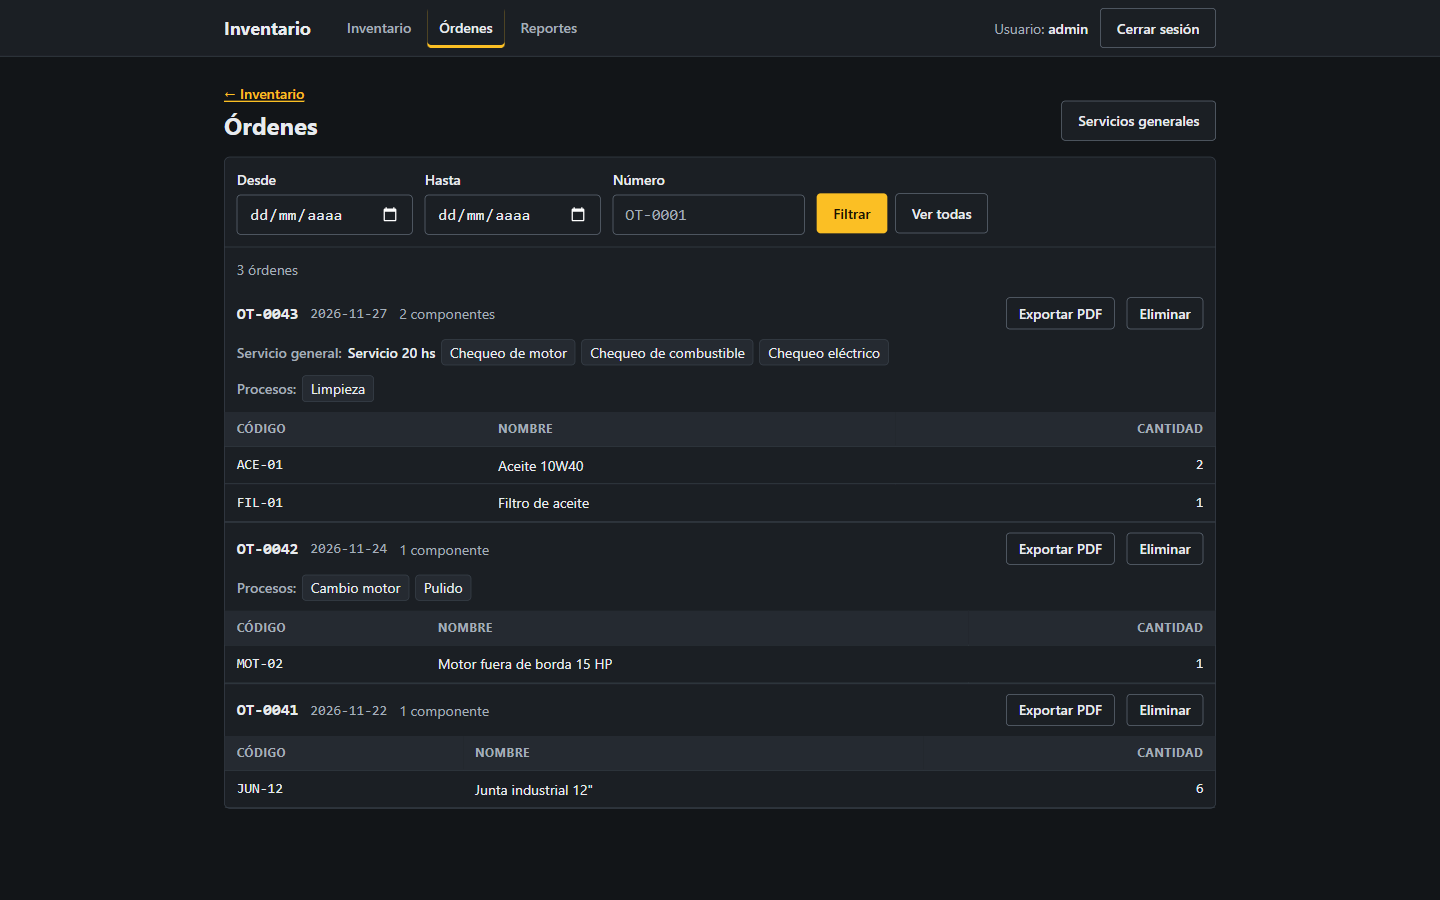 Inventario Inventario Órdenes Reportes Usuario: admin Cerrar sesión
← Inventario
Órdenes Servicios generales
Desde Hasta Número
dd/mm/aaaa dd/mm/aaaa OT-0001 Filtrar Ver todas
3 órdenes
OT-0043 2026-11-27 2 componentes Exportar PDF Eliminar
Servicio general: Servicio 20 hs Chequeo de motor Chequeo de combustible Chequeo eléctrico
Procesos: Limpieza
CÓDIGO NOMBRE CANTIDAD
ACE-01 Aceite 10W40 2
FIL-01 Filtro de aceite 1
OT-0042 2026-11-24 1 componente Exportar PDF Eliminar
Procesos: Cambio motor Pulido
CÓDIGO NOMBRE CANTIDAD
MOT-02 Motor fuera de borda 15 HP 1
OT-0041 2026-11-22 1 componente Exportar PDF Eliminar
CÓDIGO NOMBRE CANTIDAD
JUN-12 Junta industrial 12" 6